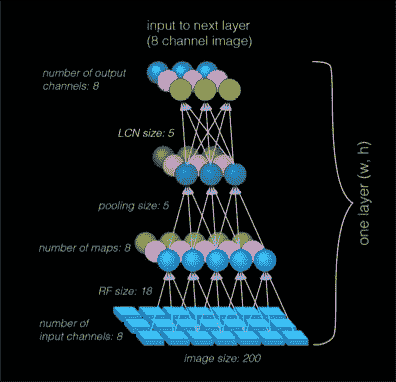 input to next layer
(8 channel image)
number of output
channels: 8
LCN size: 5
pooling size: 5
number of maps: 8
RF size: 18
number of
input channels: 8
image size: 200
one layer (w, h)